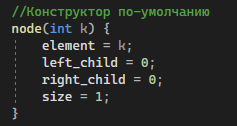 //Конструктор по-умолчанию
node(int k) {
element = k;
left_child = 0;
right_child = 0;
size = 1;
}